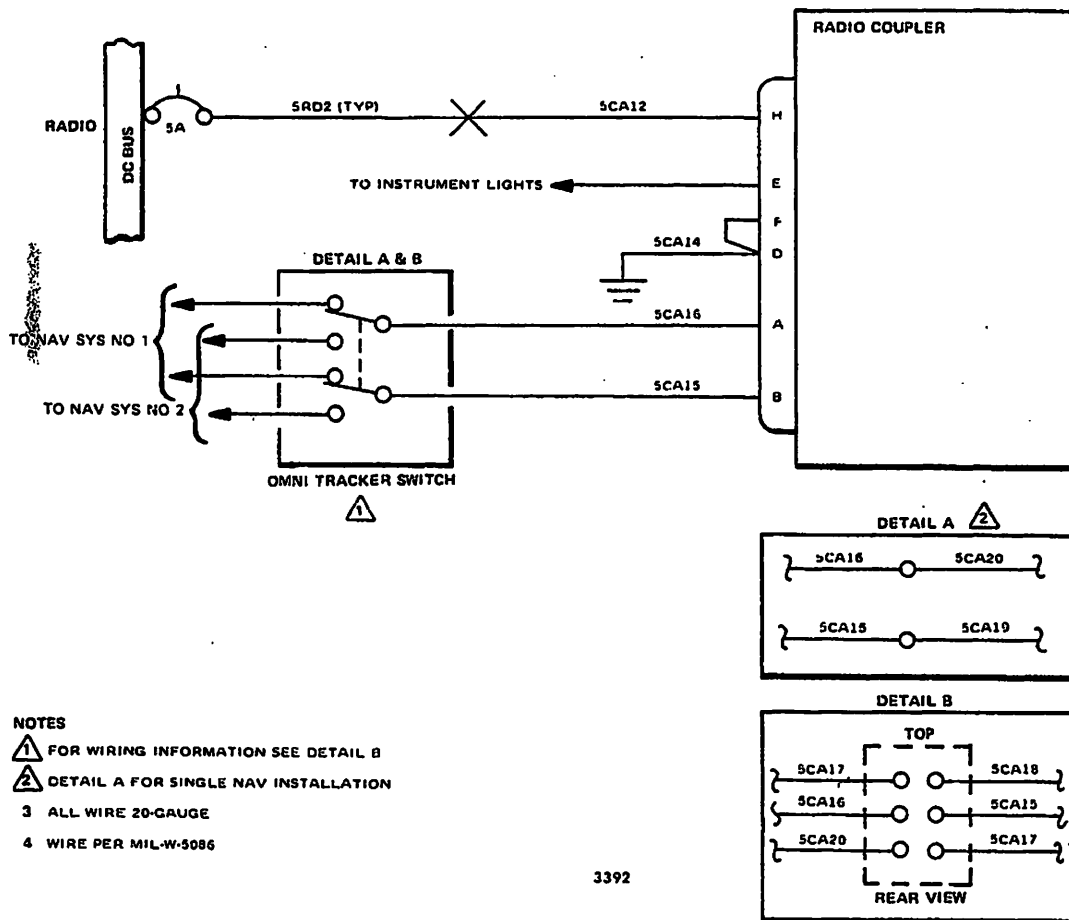 RADIO COUPLER
RADIO
DC BUS
5A
5RD2 (TYP)
5CA12
H
TO INSTRUMENT LIGHTS
E
F
5CA14
D
DETAIL A & B
TO NAV SYS NO 1
5CA16
A
TO NAV SYS NO 2
5CA15
B
OMNI TRACKER SWITCH
1
DETAIL A 2
5CA16 5CA20
5CA15 5CA19
DETAIL B
TOP
5CA17 5CA18
5CA16 5CA15
5CA20 5CA17
REAR VIEW
NOTES
1 FOR WIRING INFORMATION SEE DETAIL B
2 DETAIL A FOR SINGLE NAV INSTALLATION
3 ALL WIRE 20-GAUGE
4 WIRE PER MIL-W-5086
3392